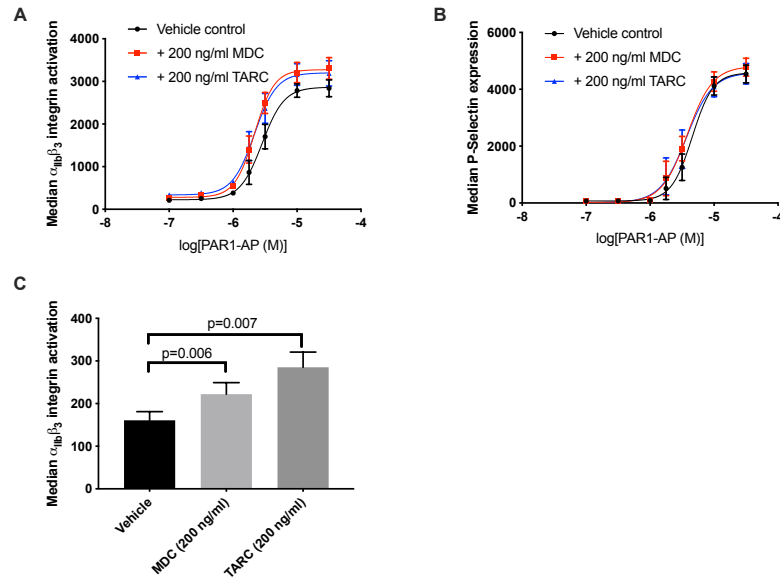 A
Vehicle control
+ 200 ng/ml MDC
+ 200 ng/ml TARC
4000
3000
2000
1000
0
-8
-7
-6
-5
-4
Median αIIbβ3 integrin activation
log[PAR1-AP (M)]
B
Vehicle control
+ 200 ng/ml MDC
+ 200 ng/ml TARC
6000
4000
2000
0
-8
-7
-6
-5
-4
Median P-Selectin expression
log[PAR1-AP (M)]
C
p=0.007
p=0.006
400
300
200
100
0
Median αIIbβ3 integrin activation
Vehicle
MDC (200 ng/ml)
TARC (200 ng/ml)